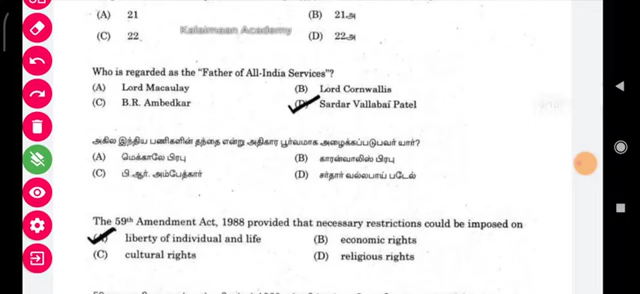 (A) 21 (B) 21அ
(C) 22 (D) 22அ
Kalaimaan Academy
Who is regarded as the “Father of All-India Services”?
(A) Lord Macaulay (B) Lord Cornwallis
(C) B.R. Ambedkar Sardar Vallabai Patel
அகில இந்திய பணிகளின் தந்தை என்று அதிகார பூர்வமாக அழைக்கப்படுபவர் யார்?
(A) மெக்காலே பிரபு (B) காரன்வாலிஸ் பிரபு
(C) பி.ஆர். அம்பேத்கார் (D) சர்தார் வல்லபாய் படேல்
The 59th Amendment Act, 1988 provided that necessary restrictions could be imposed on
liberty of individual and life (B) economic rights
(C) cultural rights (D) religious rights